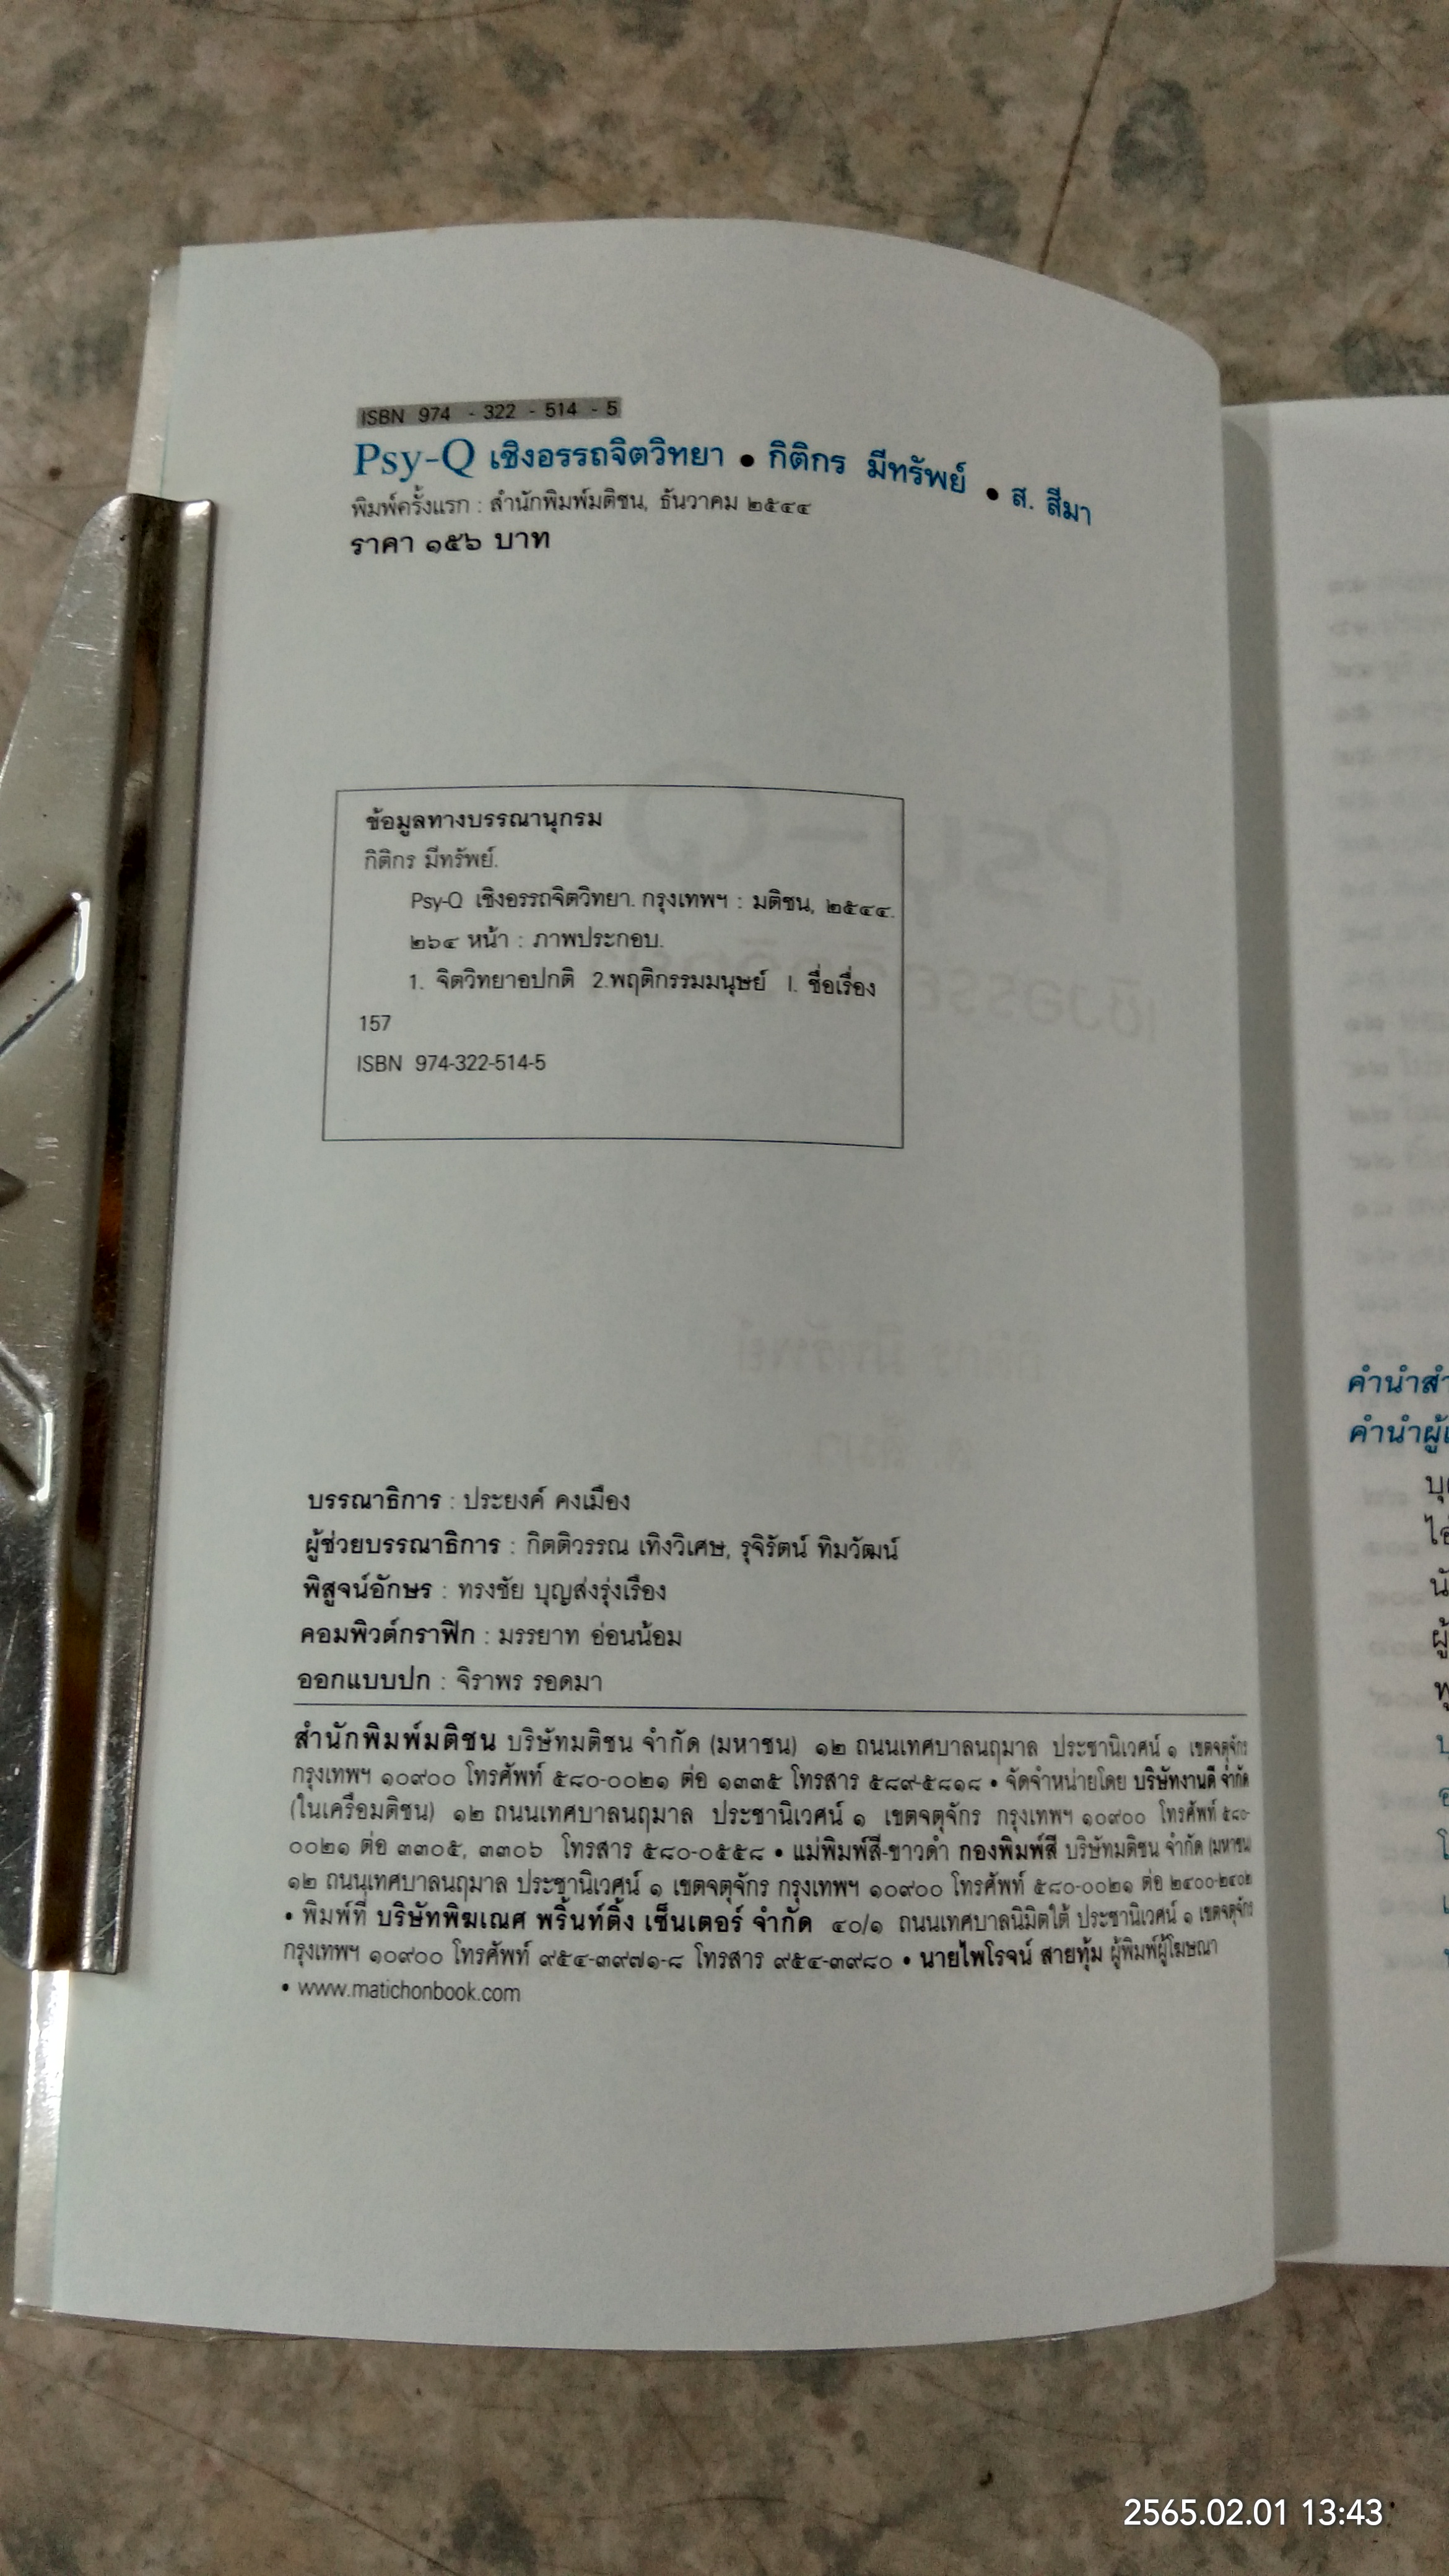 ISBN 974 - 322 - 514 - 5
Psy-Q เชิงอรรถจิตวิทยา • กิติกร มีทรัพย์ • ส. สีมา
พิมพ์ครั้งแรก : สำนักพิมพ์มติชน, ธันวาคม ๒๕๔๔
ราคา ๑๕๖ บาท
ข้อมูลทางบรรณานุกรม
กิติกร มีทรัพย์.
Psy-Q เชิงอรรถจิตวิทยา. กรุงเทพฯ : มติชน, ๒๕๔๔.
๒๖๔ หน้า : ภาพประกอบ.
1. จิตวิทยาอปกติ 2.พฤติกรรมมนุษย์ I. ชื่อเรื่อง
157
ISBN 974-322-514-5
บรรณาธิการ : ประยงค์ คงเมือง
ผู้ช่วยบรรณาธิการ : กิตติวรรณ เทิงวิเศษ, รุจิรัตน์ ทิมวัฒน์
พิสูจน์อักษร : ทรงชัย บุญส่งรุ่งเรือง
คอมพิวต์กราฟิก : มรรยาท อ่อนน้อม
ออกแบบปก : จิราพร รอดมา
สำนักพิมพ์มติชน บริษัทมติชน จำกัด (มหาชน) ๑๒ ถนนเทศบาลนฤมาล ประชานิเวศน์ ๑ เขตจตุจักร
กรุงเทพฯ ๑๐๙๐๐ โทรศัพท์ ๕๘๐-๐๐๒๑ ต่อ ๑๓๓๕ โทรสาร ๕๘๙-๕๘๑๘ • จัดจำหน่ายโดย บริษัทงานดี จำกัด
(ในเครือมติชน) ๑๒ ถนนเทศบาลนฤมาล ประชานิเวศน์ ๑ เขตจตุจักร กรุงเทพฯ ๑๐๙๐๐ โทรศัพท์ ๕๘๐-
๐๐๒๑ ต่อ ๓๓๐๕, ๓๓๐๖ โทรสาร ๕๘๐-๐๕๕๘ • แม่พิมพ์สี-ขาวดำ กองพิมพ์สี บริษัทมติชน จำกัด (มหาชน
๑๒ ถนนเทศบาลนฤมาล ประชานิเวศน์ ๑ เขตจตุจักร กรุงเทพฯ ๑๐๙๐๐ โทรศัพท์ ๕๘๐-๐๐๒๑ ต่อ ๒๔๐๐-๒๔๐๒
• พิมพ์ที่ บริษัทพิฆเณศ พริ้นท์ติ้ง เซ็นเตอร์ จำกัด ๔๐/๑ ถนนเทศบาลนิมิตใต้ ประชานิเวศน์ ๑ เขตจตุจักร
กรุงเทพฯ ๑๐๙๐๐ โทรศัพท์ ๙๕๔-๓๙๗๑-๘ โทรสาร ๙๕๔-๓๙๘๐ • นายไพโรจน์ สายทุ้ม ผู้พิมพ์ผู้โฆษณา
• www.matichonbook.com
คำนำสำ
คำนำผู้เ
2565.02.01 13:43